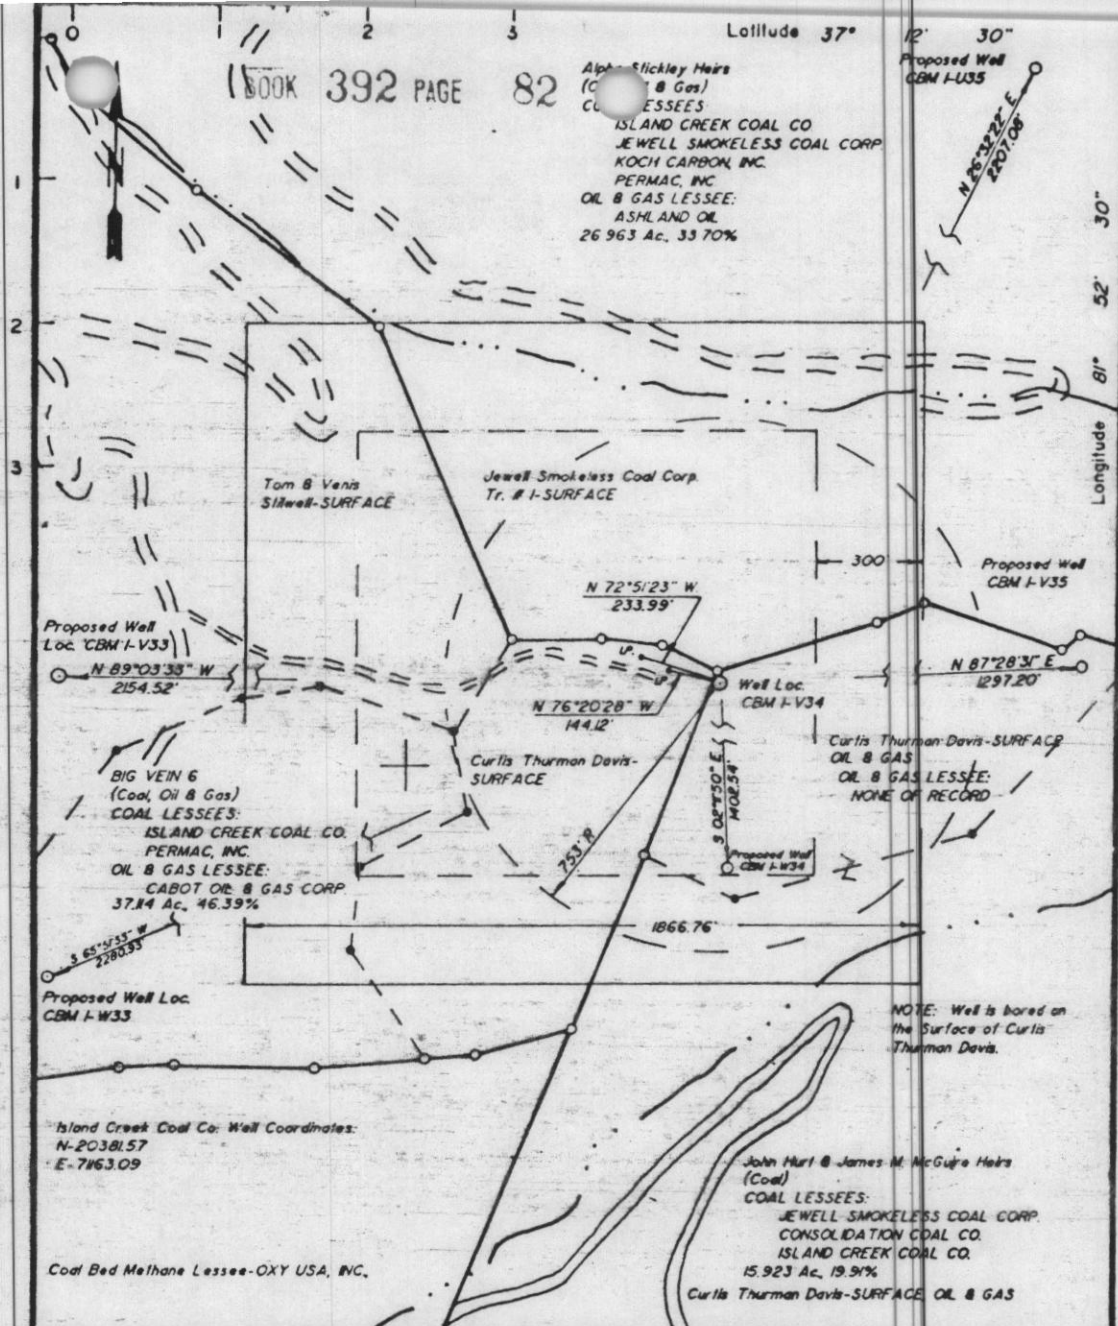 0
1
2
3
Latitude 37° 12' 30"
BOOK 392 PAGE 82
Alpha Stickley Heirs
& Gas)
ISLAND CREEK COAL CO.
JEWELL SMOKELESS COAL CORP.
KOCH CARBON, INC.
PERMAC, INC.
OIL & GAS LESSEE:
ASHLAND OIL
26.963 Ac., 33.70%
Proposed Well
CBM I-U35
N 26°32'22" E
2207.08'
1
2
3
Longitude 81° 52' 30"
Tom & Venis
Stilwell-SURFACE
Jewell Smokeless Coal Corp.
Tr. # 1-SURFACE
300'
Proposed Well
CBM I-V35
N 72°51'23" W
233.99'
Proposed Well
Loc. CBM I-V33
N 89°03'35" W
2154.52'
N 87°28'31" E
1297.20'
Well Loc.
CBM I-V34
N 76°20'28" W
144.12'
Curtis Thurman Davis-
SURFACE
Curtis Thurman Davis-SURFACE
OIL & GAS
OIL & GAS LESSEE:
NONE OF RECORD
1402.54'
753' R
Proposed Well
CBM I-W34
BIG VEIN 6
(Coal, Oil & Gas)
COAL LESSEES:
ISLAND CREEK COAL CO.
PERMAC, INC.
OIL & GAS LESSEE:
CABOT OIL & GAS CORP.
37.114 Ac., 46.39%
1866.76'
S 65°51'33" W
2280.93'
Proposed Well Loc.
CBM I-W33
NOTE: Well is bored on
the Surface of Curtis
Thurman Davis.
Island Creek Coal Co. Well Coordinates:
N-20381.57
E-71163.09
John Hurt & James M. McGuire Heirs
(Coal)
COAL LESSEES:
JEWELL SMOKELESS COAL CORP.
CONSOLIDATION COAL CO.
ISLAND CREEK COAL CO.
15.923 Ac., 19.91%
Coal Bed Methane Lessee-OXY USA, INC.
Curtis Thurman Davis-SURFACE, OIL & GAS